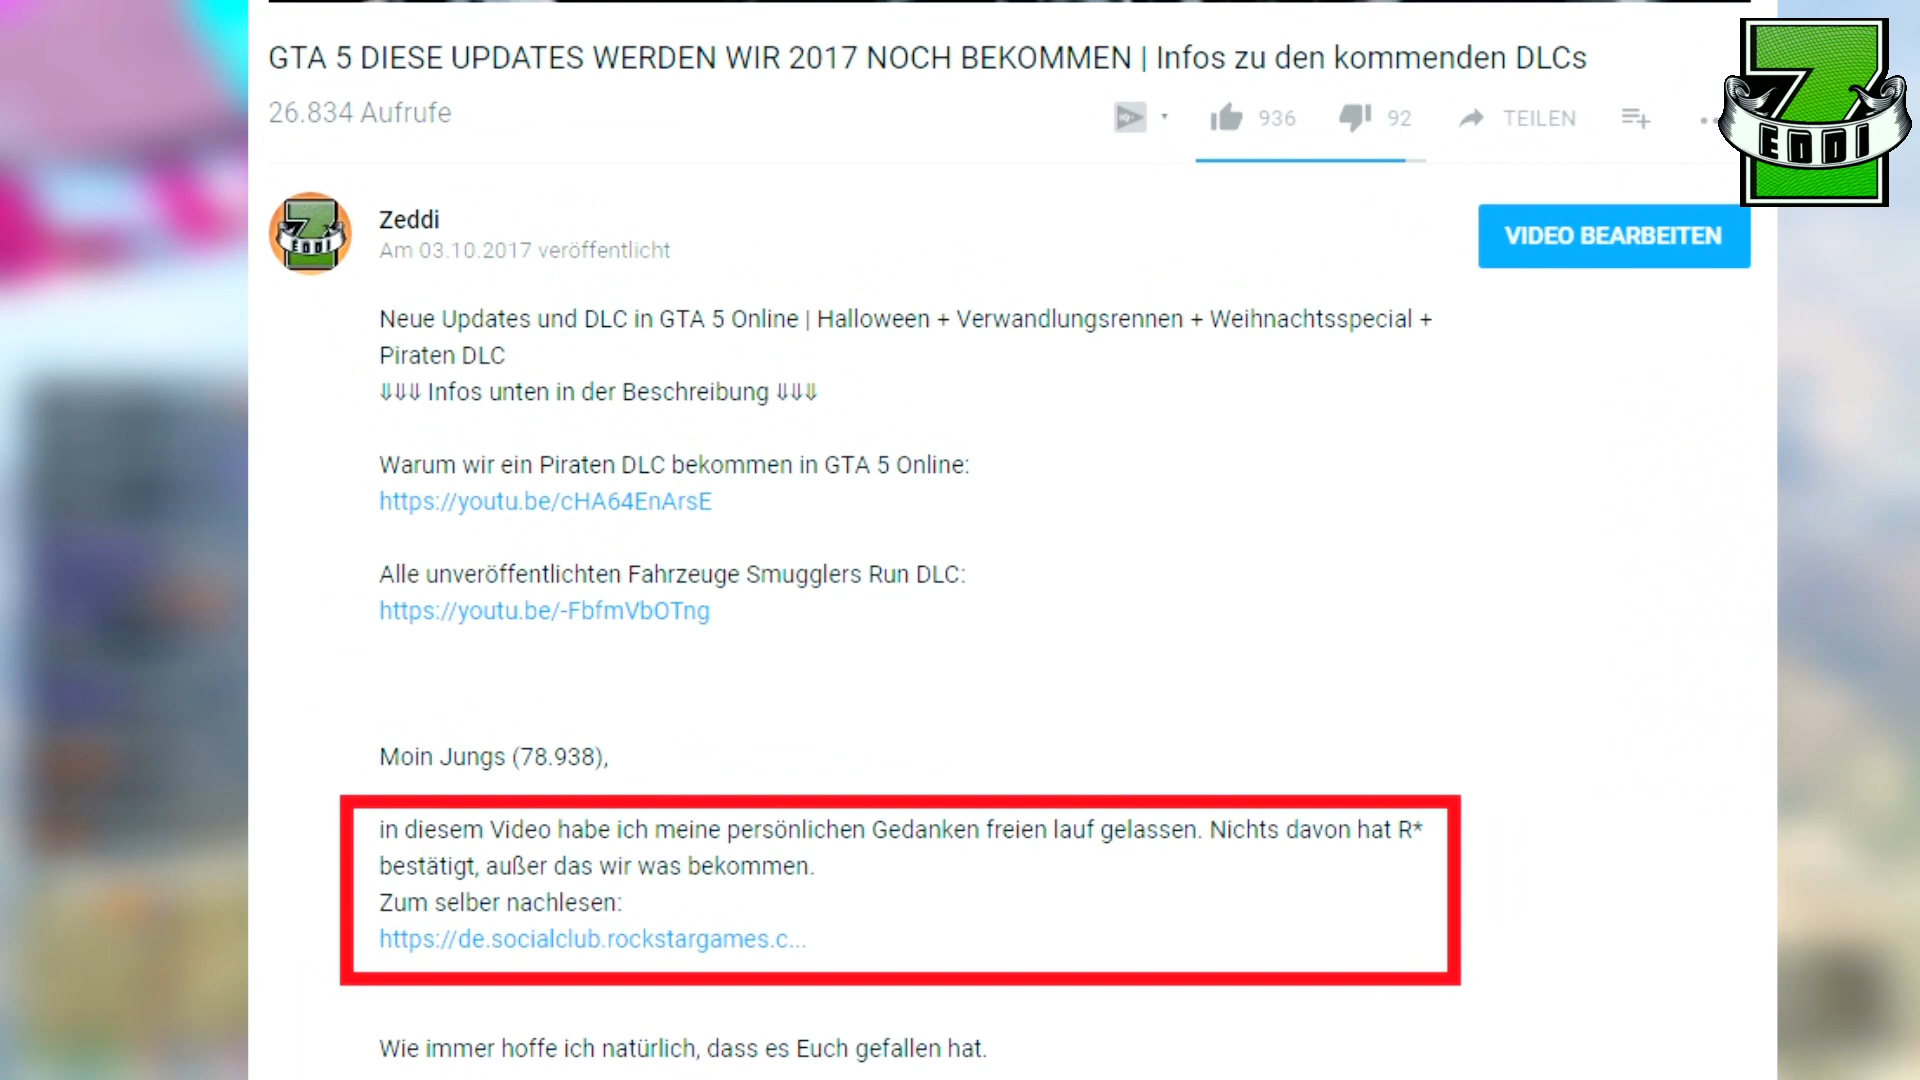 GTA 5 DIESE UPDATES WERDEN WIR 2017 NOCH BEKOMMEN | Infos zu den kommenden DLCs
26.834 Aufrufe
936
92
TEILEN
Z
EDDI
Z
EDDI
Zeddi
Am 03.10.2017 veröffentlicht
VIDEO BEARBEITEN
Neue Updates und DLC in GTA 5 Online | Halloween + Verwandlungsrennen + Weihnachtsspecial +
Piraten DLC
⇓⇓⇓ Infos unten in der Beschreibung ⇓⇓⇓
Warum wir ein Piraten DLC bekommen in GTA 5 Online:
https://youtu.be/cHA64EnArsE
Alle unveröffentlichten Fahrzeuge Smugglers Run DLC:
https://youtu.be/-FbfmVbOTng
Moin Jungs (78.938),
in diesem Video habe ich meine persönlichen Gedanken freien lauf gelassen. Nichts davon hat R*
bestätigt, außer das wir was bekommen.
Zum selber nachlesen:
https://de.socialclub.rockstargames.c...
Wie immer hoffe ich natürlich, dass es Euch gefallen hat.